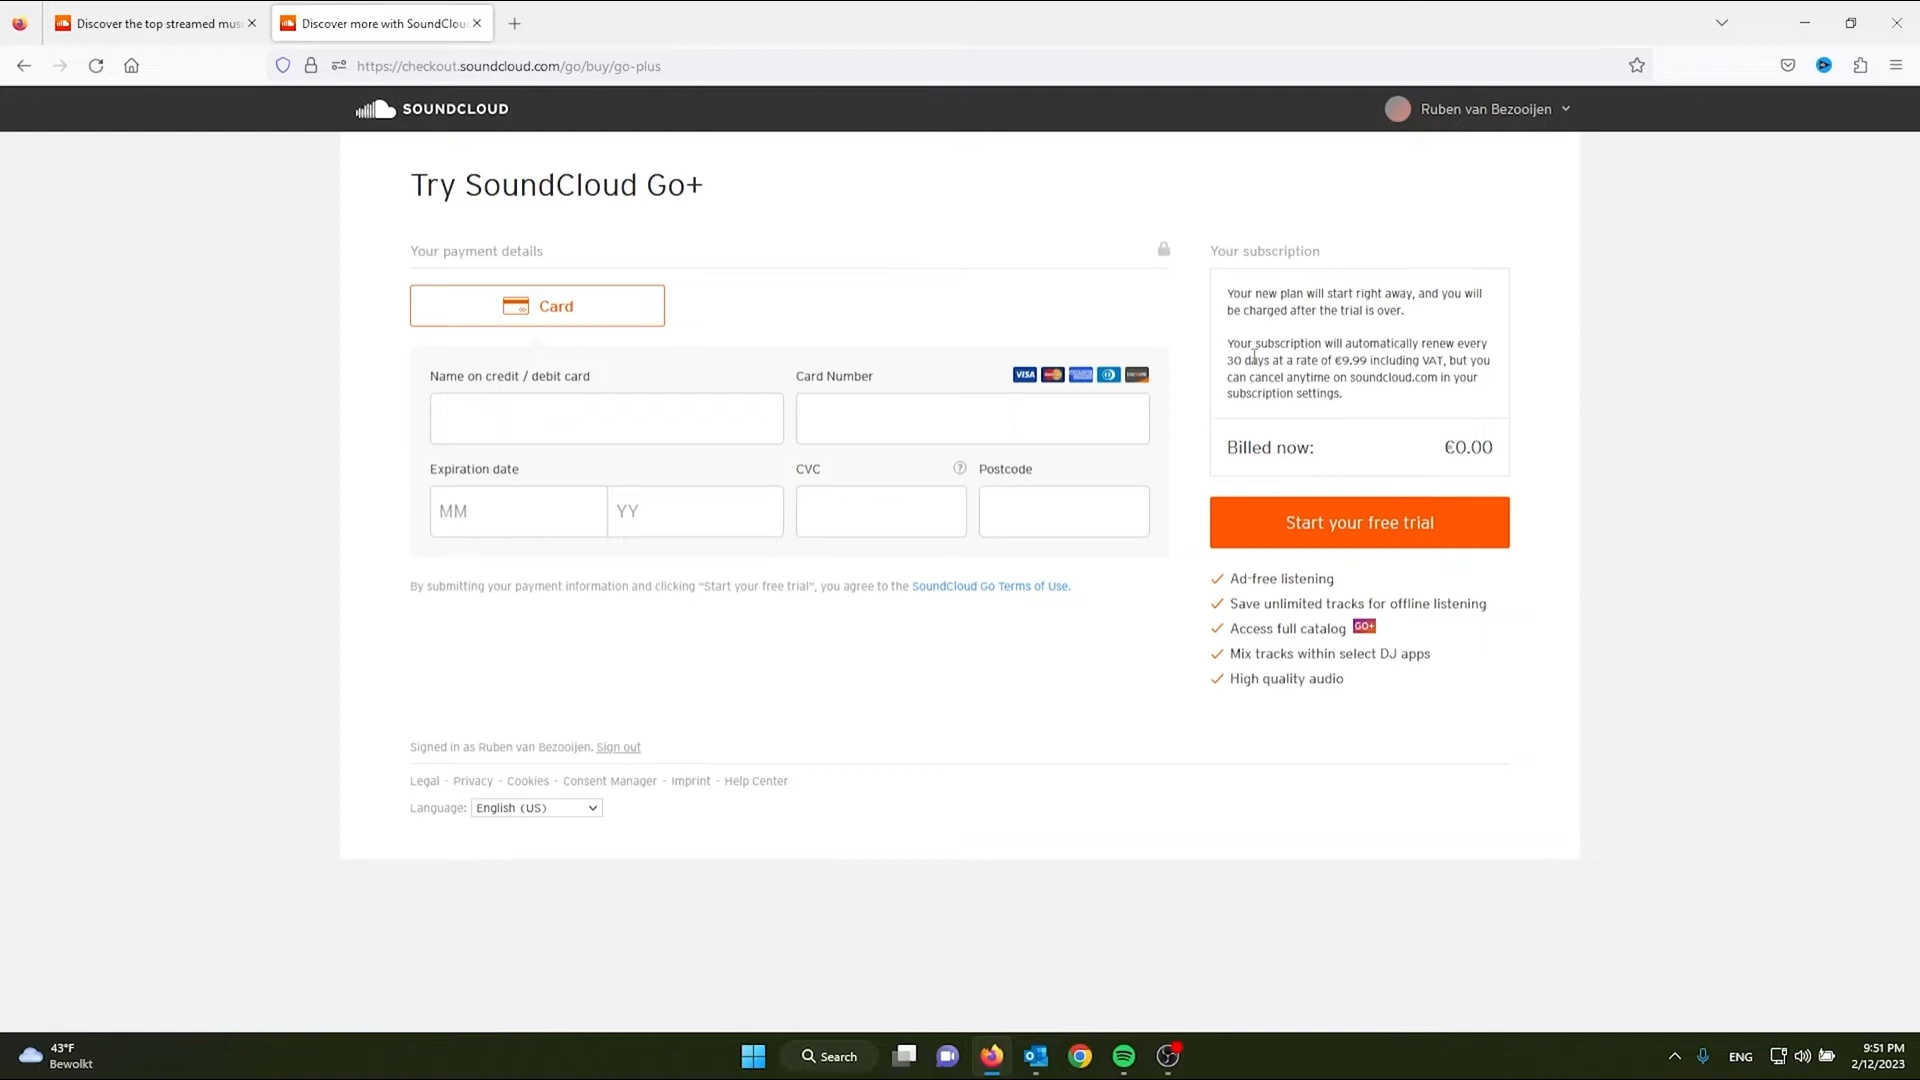 Discover the top streamed mus
Discover more with SoundClou
https://checkout.soundcloud.com/go/buy/go-plus
SOUNDCLOUD
Ruben van Bezooijen
Try SoundCloud Go+
Your payment details
Card
Name on credit / debit card
Card Number
VISA
Expiration date
CVC
?
Postcode
MM
YY
By submitting your payment information and clicking "Start your free trial", you agree to the SoundCloud Go Terms of Use.
Your subscription
Your new plan will start right away, and you will
be charged after the trial is over.
Your subscription will automatically renew every
30 days at a rate of €9.99 including VAT, but you
can cancel anytime on soundcloud.com in your
subscription settings.
Billed now: €0.00
Start your free trial
Ad-free listening
Save unlimited tracks for offline listening
Access full catalog GO+
Mix tracks within select DJ apps
High quality audio
Signed in as Ruben van Bezooijen. Sign out
Legal - Privacy - Cookies - Consent Manager - Imprint - Help Center
Language: English (US)
43°F
Bewolkt
Search
ENG
9:51 PM
2/12/2023